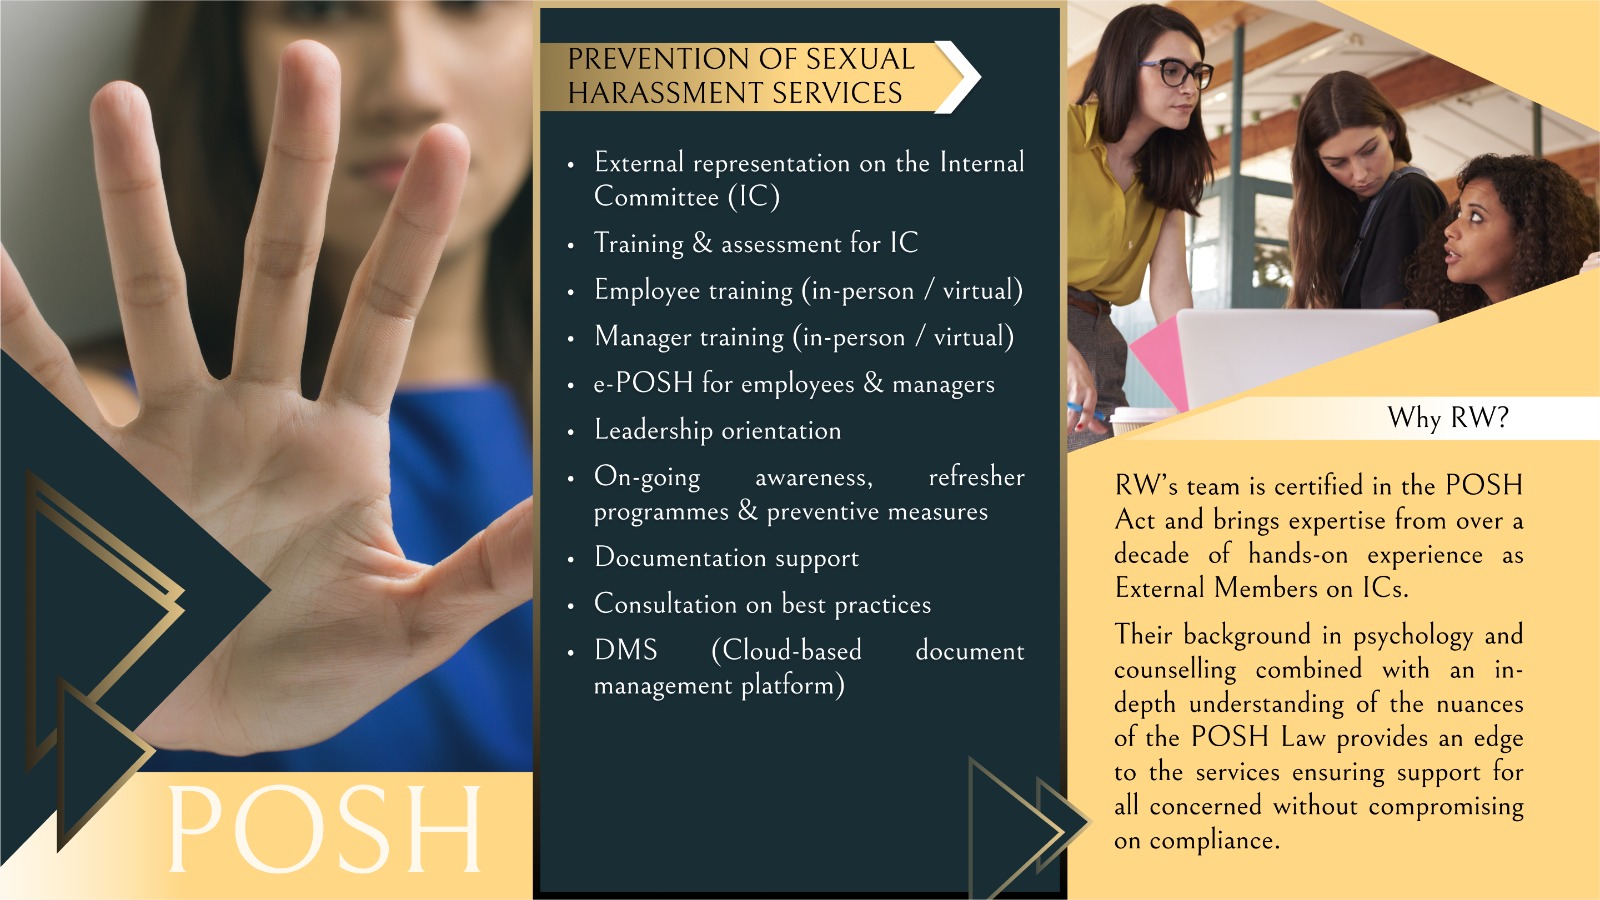 POSH
PREVENTION OF SEXUAL
HARASSMENT SERVICES
• External representation on the Internal
Committee (IC)
• Training & assessment for IC
• Employee training (in-person / virtual)
• Manager training (in-person / virtual)
• e-POSH for employees & managers
• Leadership orientation
• On-going awareness, refresher
programmes & preventive measures
• Documentation support
• Consultation on best practices
• DMS (Cloud-based document
management platform)
Why RW?
RW’s team is certified in the POSH
Act and brings expertise from over a
decade of hands-on experience as
External Members on ICs.
Their background in psychology and
counselling combined with an in-
depth understanding of the nuances
of the POSH Law provides an edge
to the services ensuring support for
all concerned without compromising
on compliance.